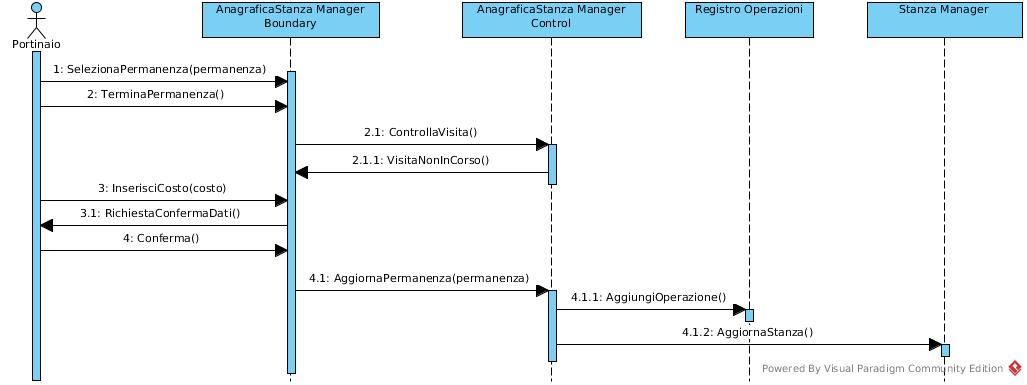 AnagraficaStanza Manager
Boundary
AnagraficaStanza Manager
Control
Registro Operazioni
Stanza Manager
Portinaio
1: SelezionaPermanenza(permanenza)
2: TerminaPermanenza()
2.1: ControllaVisita()
2.1.1: VisitaNonInCorso()
3: InserisciCosto(costo)
3.1: RichiestaConfermaDati()
4: Conferma()
4.1: AggiornaPermanenza(permanenza)
4.1.1: AggiungiOperazione()
4.1.2: AggiornaStanza()
Powered By Visual Paradigm Community Edition